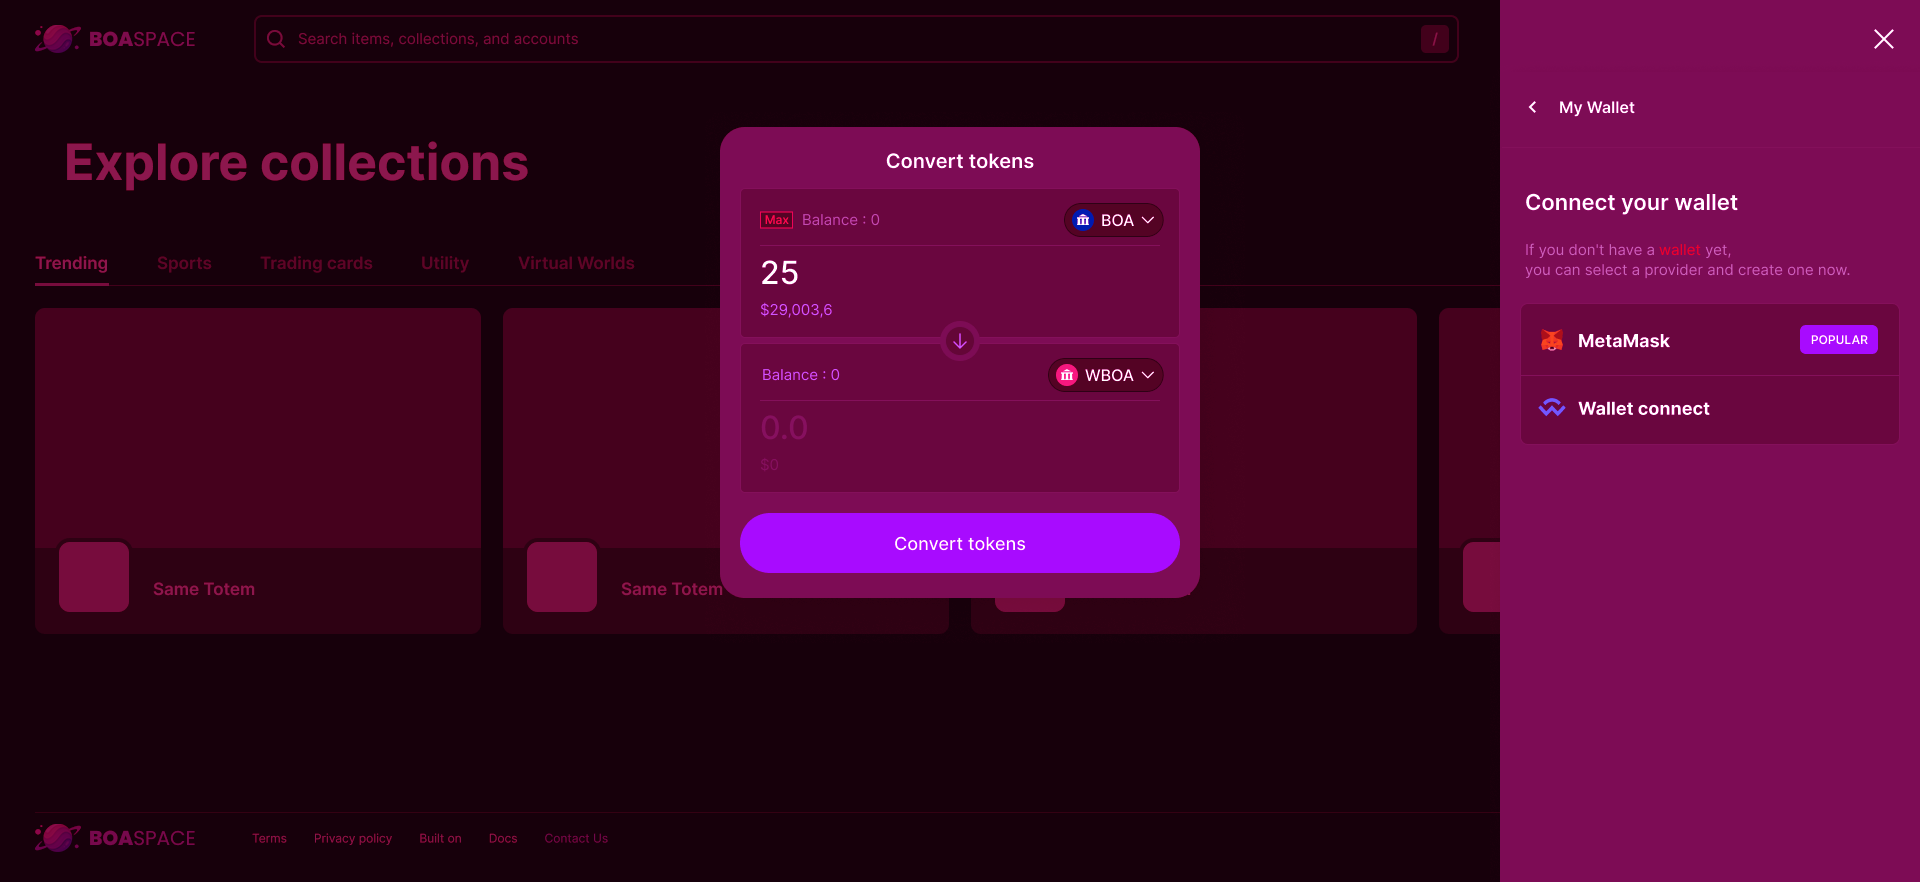 BOASPACE
Search items, collections, and accounts
/
Explore collections
Trending
Sports
Trading cards
Utility
Virtual Worlds
Same Totem
Same Totem
Convert tokens
Max Balance : 0
BOA
25
$29,003,6
Balance : 0
WBOA
0.0
$0
Convert tokens
My Wallet
Connect your wallet
If you don't have a wallet yet,
you can select a provider and create one now.
MetaMask
POPULAR
Wallet connect
BOASPACE
Terms
Privacy policy
Built on
Docs
Contact Us